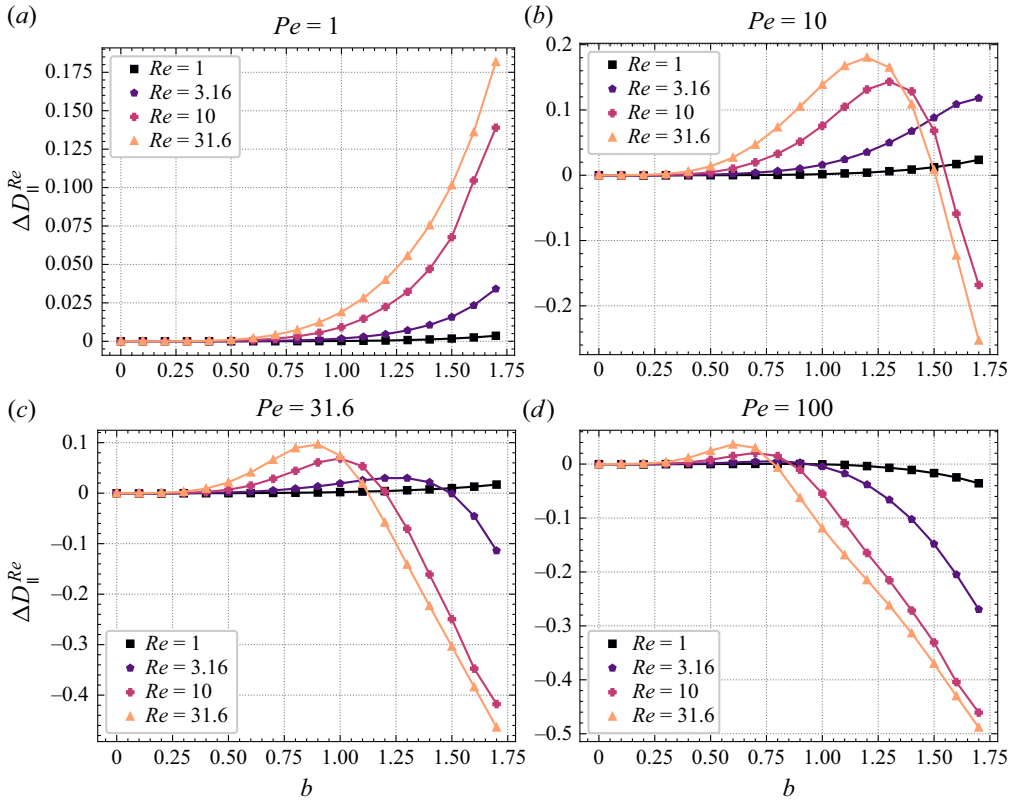 (a)
Pe = 1
0.175
0.150
0.125
0.100
0.075
0.050
0.025
0
ΔD∥^Re
Re = 1
Re = 3.16
Re = 10
Re = 31.6
0 0.25 0.50 0.75 1.00 1.25 1.50 1.75
(b)
Pe = 10
0.2
0.1
0
−0.1
−0.2
Re = 1
Re = 3.16
Re = 10
Re = 31.6
0 0.25 0.50 0.75 1.00 1.25 1.50 1.75
(c)
Pe = 31.6
0.1
0
−0.1
−0.2
−0.3
−0.4
ΔD∥^Re
Re = 1
Re = 3.16
Re = 10
Re = 31.6
0 0.25 0.50 0.75 1.00 1.25 1.50 1.75
b
(d)
Pe = 100
0
−0.1
−0.2
−0.3
−0.4
−0.5
Re = 1
Re = 3.16
Re = 10
Re = 31.6
0 0.25 0.50 0.75 1.00 1.25 1.50 1.75
b